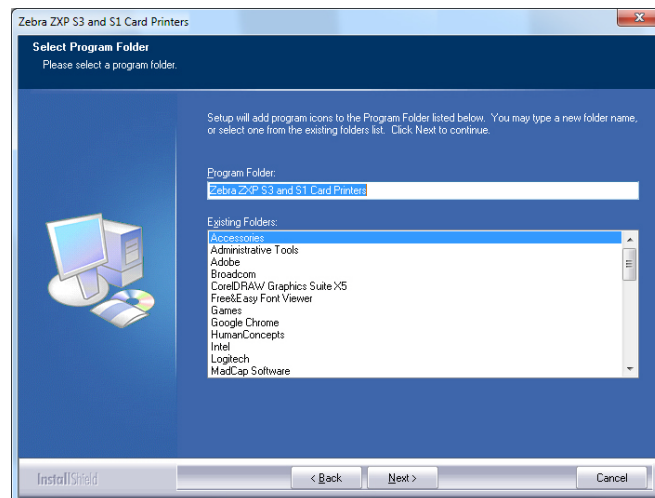 Zebra ZXP S3 and S1 Card Printers
Select Program Folder
Please select a program folder.
Setup will add program icons to the Program Folder listed below. You may type a new folder name,
or select one from the existing folders list. Click Next to continue.
Program Folder:
Zebra ZXP S3 and S1 Card Printers
Existing Folders:
Accessories
Administrative Tools
Adobe
Broadcom
CorelDRAW Graphics Suite X5
Free&Easy Font Viewer
Games
Google Chrome
HumanConcepts
Intel
Logitech
MadCap Software
InstallShield
< Back
Next >
Cancel